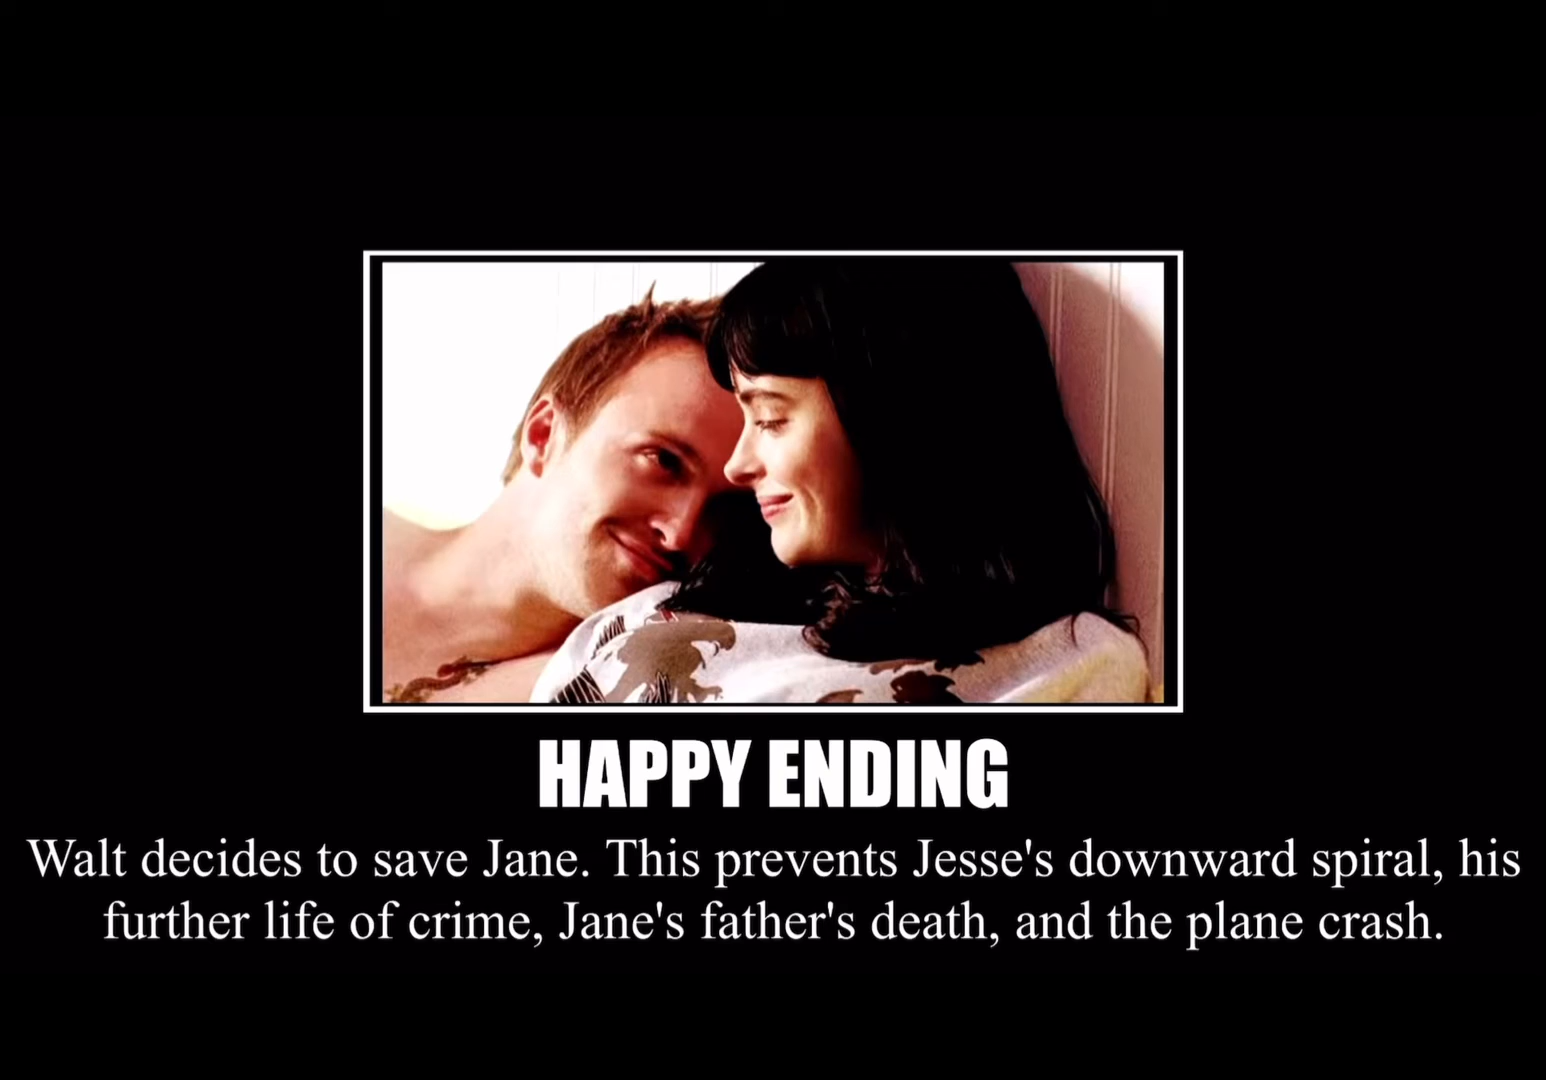 HAPPY ENDING
Walt decides to save Jane. This prevents Jesse's downward spiral, his
further life of crime, Jane's father's death, and the plane crash.